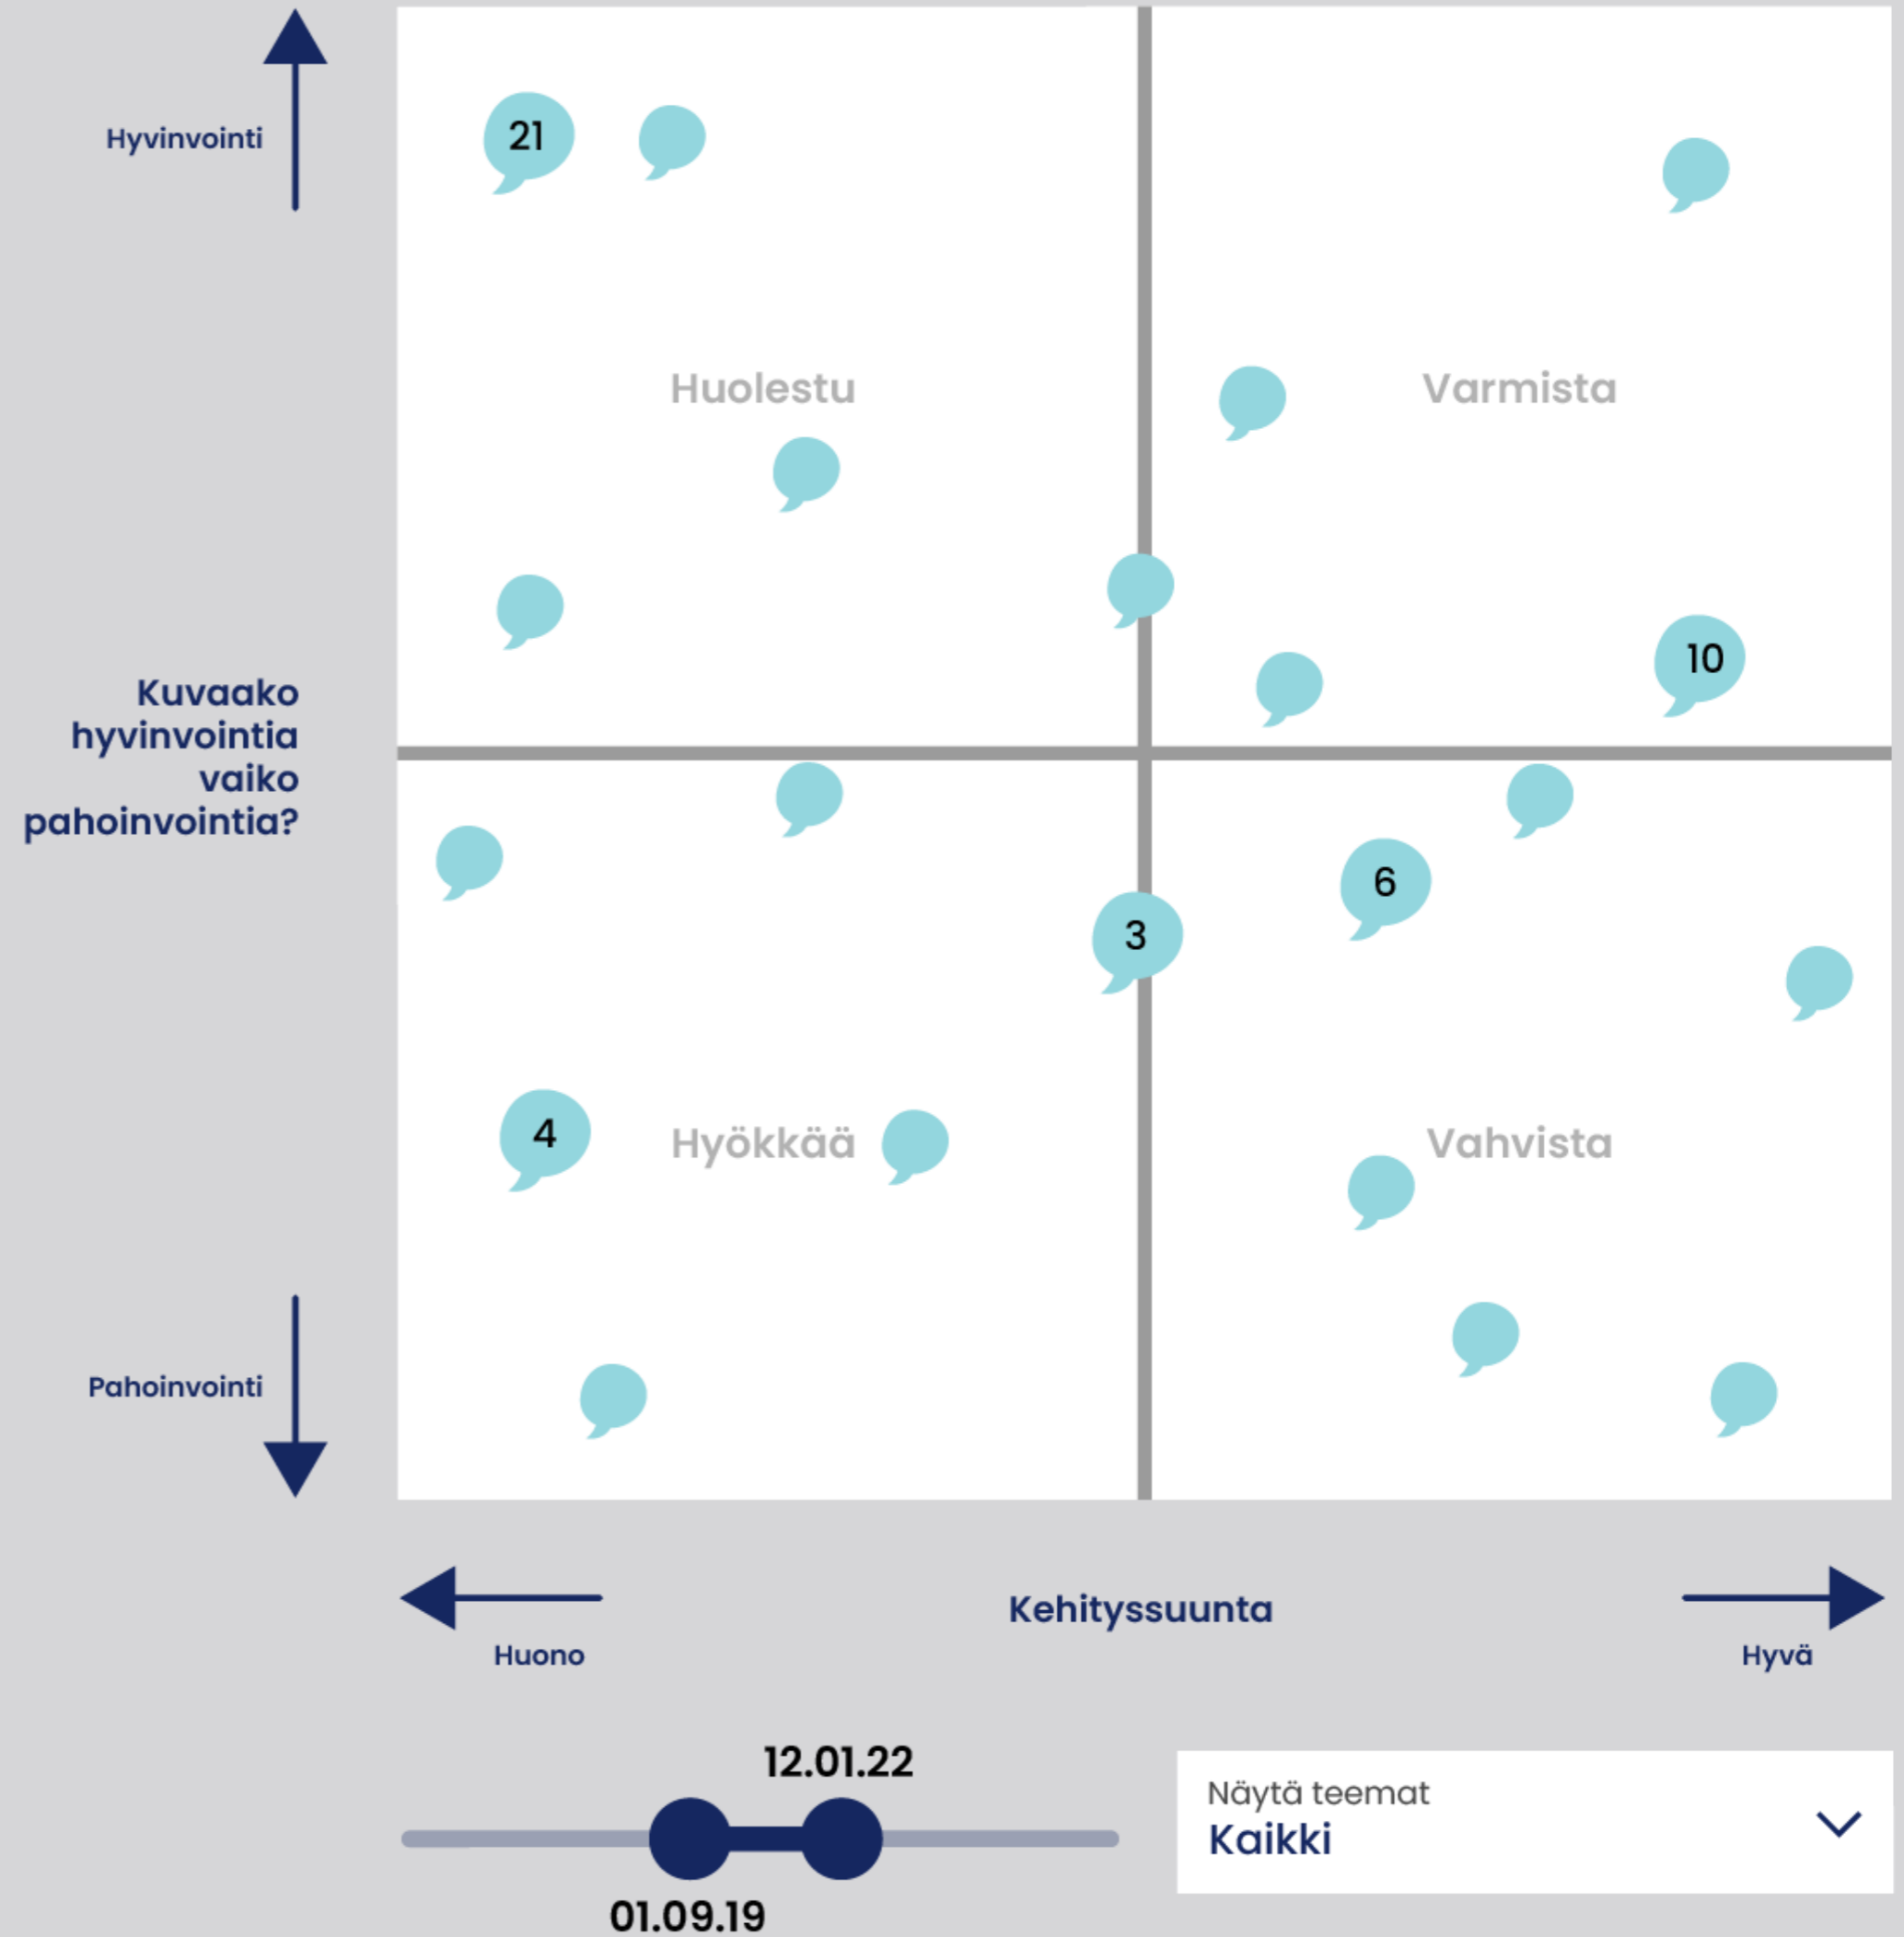 Hyvinvointi
21
Huolestu
Varmista
10
Kuvaako
hyvinvointia
vaiko
pahoinvointia?
6
3
4
Hyökkää
Vahvista
Pahoinvointi
Kehityssuunta
Huono
Hyvä
12.01.22
01.09.19
Näytä teemat
Kaikki